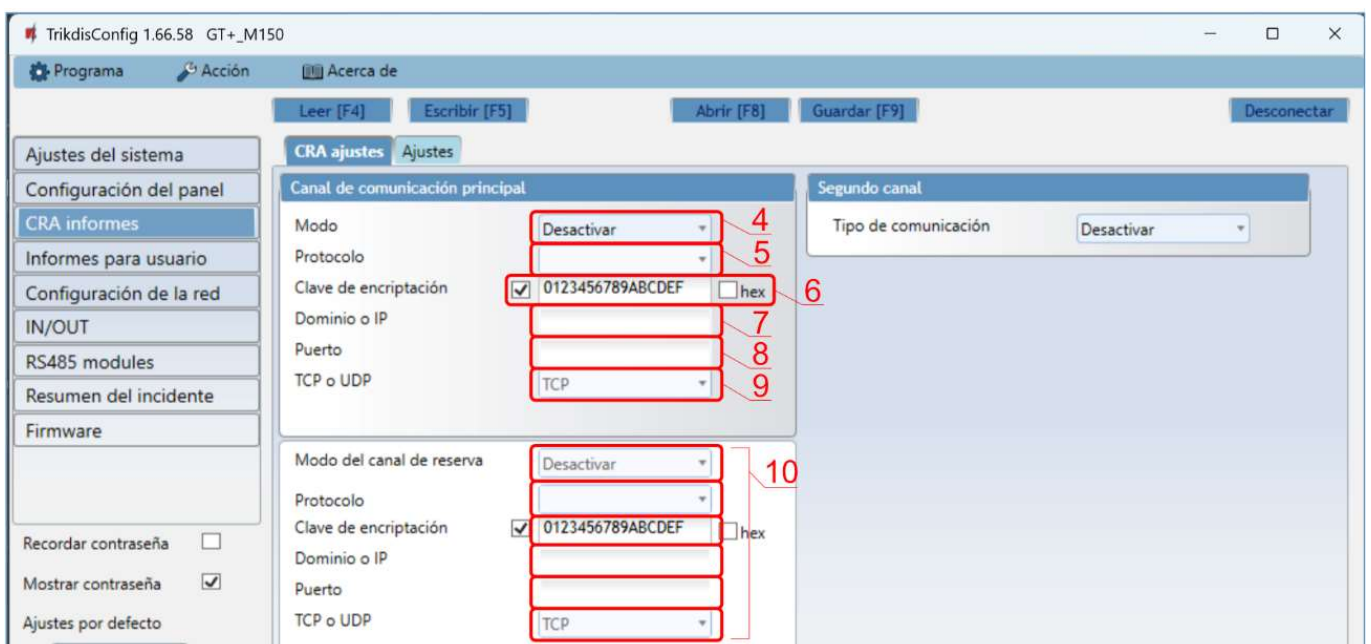 TrikdisConfig 1.66.58 GT+_M150
Programa Acción Acerca de
Leer [F4] Escribir [F5] Abrir [F8] Guardar [F9] Desconectar
Ajustes del sistema
Configuración del panel
CRA informes
Informes para usuario
Configuración de la red
IN/OUT
RS485 modules
Resumen del incidente
Firmware
Recordar contraseña
Mostrar contraseña
Ajustes por defecto
CRA ajustes Ajustes
Canal de comunicación principal
Modo Desactivar 4
Protocolo 5
Clave de encriptación 0123456789ABCDEF hex 6
Dominio o IP 7
Puerto 8
TCP o UDP TCP 9
Modo del canal de reserva Desactivar 10
Protocolo
Clave de encriptación 0123456789ABCDEF hex
Dominio o IP
Puerto
TCP o UDP TCP
Segundo canal
Tipo de comunicación Desactivar